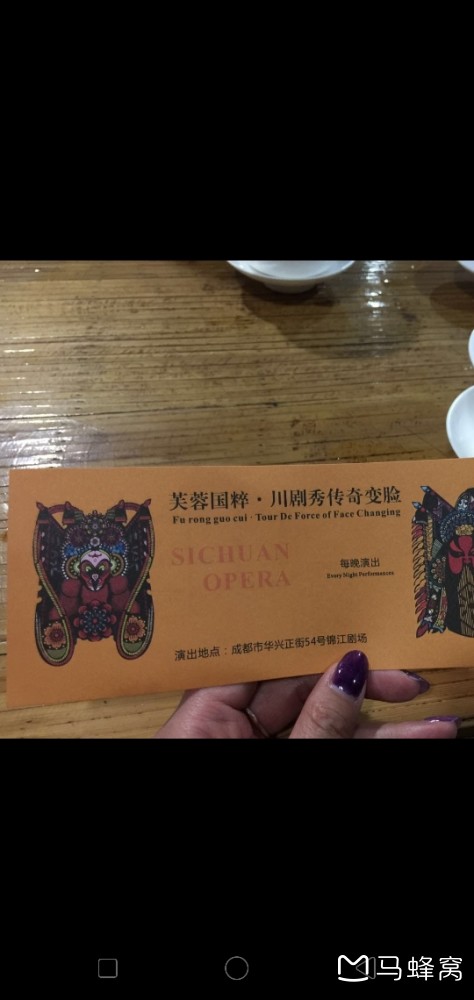 芙蓉国粹·川剧秀传奇变脸
Fu rong guo cui · Tour De Force of Face Changing
SICHUAN
OPERA
每晚演出
Every Night Performances
演出地点：成都市华兴正街54号锦江剧场
马蜂窝